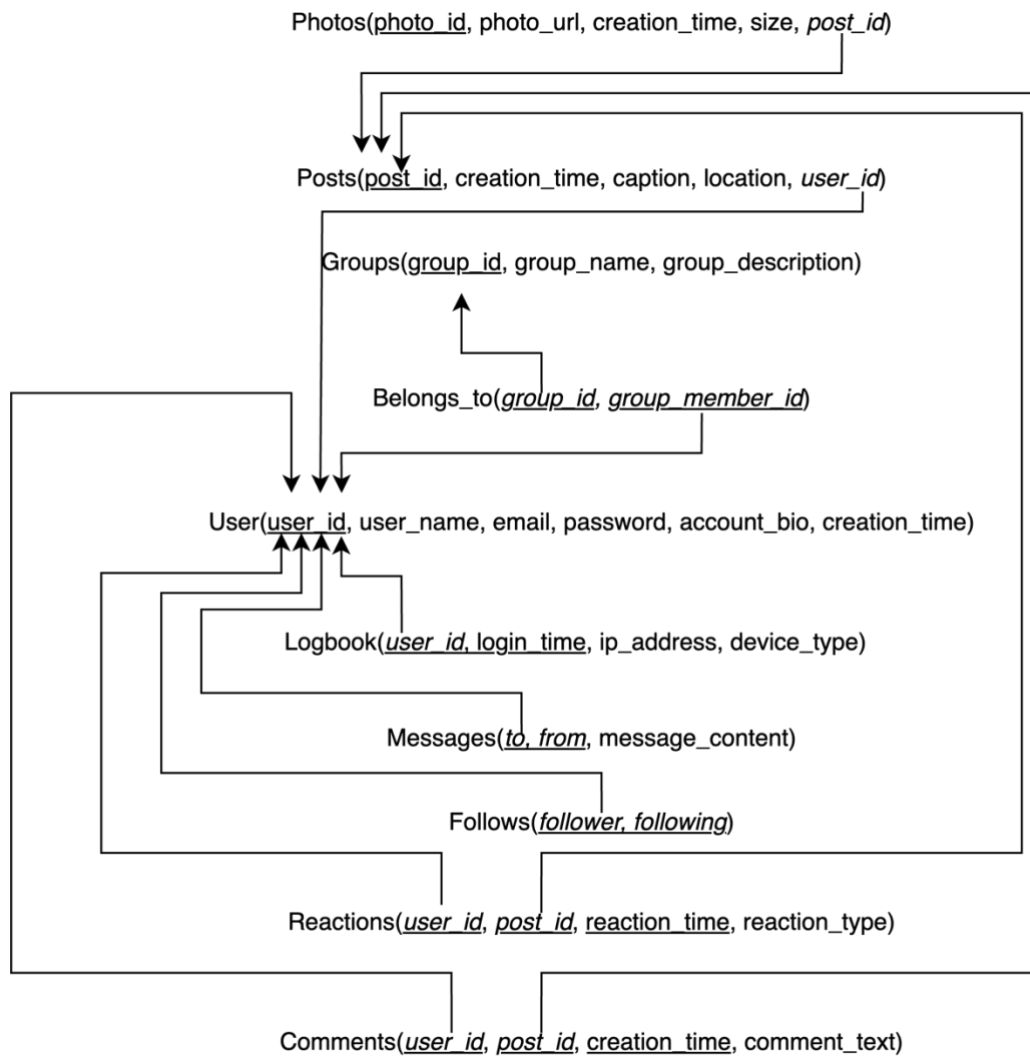 Photos(photo_id, photo_url, creation_time, size, post_id)
Posts(post_id, creation_time, caption, location, user_id)
Groups(group_id, group_name, group_description)
Belongs_to(group_id, group_member_id)
User(user_id, user_name, email, password, account_bio, creation_time)
Logbook(user_id, login_time, ip_address, device_type)
Messages(to, from, message_content)
Follows(follower, following)
Reactions(user_id, post_id, reaction_time, reaction_type)
Comments(user_id, post_id, creation_time, comment_text)